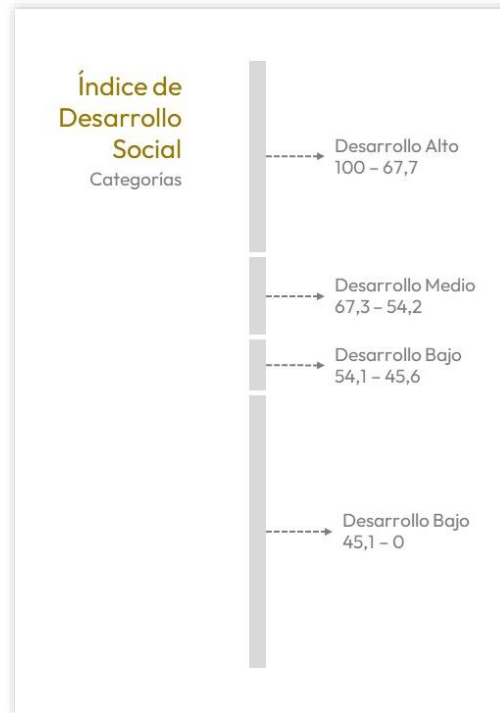 Índice de
Desarrollo
Social
Categorías
Desarrollo Alto
100 – 67,7
Desarrollo Medio
67,3 – 54,2
Desarrollo Bajo
54,1 – 45,6
Desarrollo Bajo
45,1 – 0